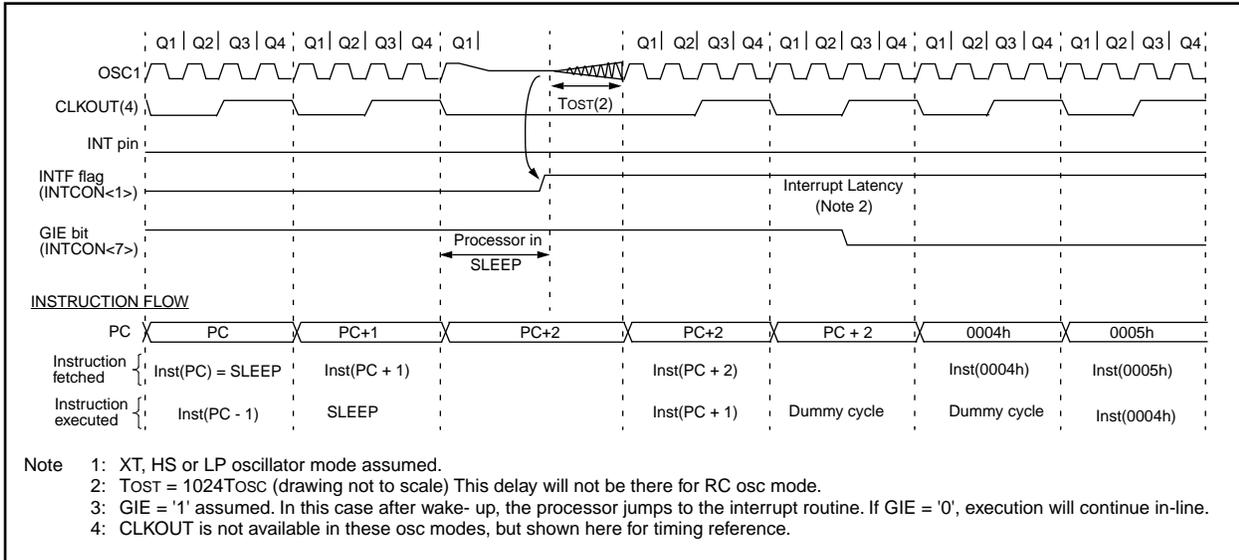 Q1 Q2 Q3 Q4 Q1 Q2 Q3 Q4 Q1 Q1 Q2 Q3 Q4 Q1 Q2 Q3 Q4 Q1 Q2 Q3 Q4 Q1 Q2 Q3 Q4
OSC1
TOST(2)
CLKOUT(4)
INT pin
INTF flag
(INTCON<1>)
Interrupt Latency
(Note 2)
GIE bit
(INTCON<7>)
Processor in
SLEEP
INSTRUCTION FLOW
PC PC PC+1 PC+2 PC+2 PC + 2 0004h 0005h
Instruction
fetched
Inst(PC) = SLEEP Inst(PC + 1) Inst(PC + 2) Inst(0004h) Inst(0005h)
Instruction
executed
Inst(PC - 1) SLEEP Inst(PC + 1) Dummy cycle Dummy cycle Inst(0004h)
Note 1: XT, HS or LP oscillator mode assumed.
2: TOST = 1024TOSC (drawing not to scale) This delay will not be there for RC osc mode.
3: GIE = '1' assumed. In this case after wake- up, the processor jumps to the interrupt routine. If GIE = '0', execution will continue in-line.
4: CLKOUT is not available in these osc modes, but shown here for timing reference.